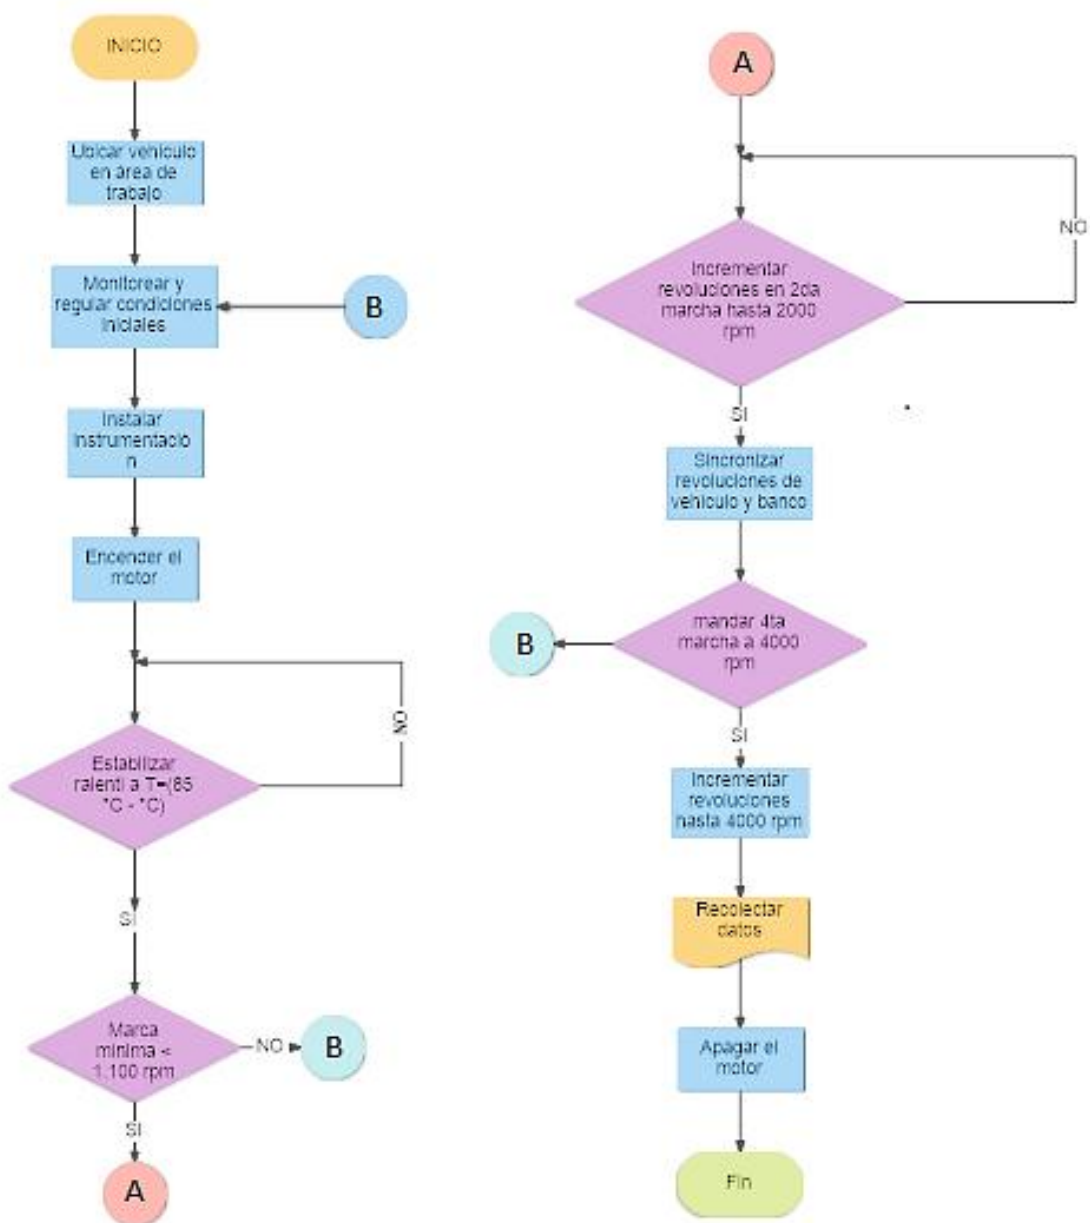 INICIO
Ubicar vehículo
en área de
trabajo
Monitorear y
regular condiciones
iniciales
B
Instalar
instrumentació
n
Encender el
motor
NO
Estabilizar
ralenti a T=(85
°C - °C)
SI
Marca
minima <
1.100 rpm
NO
B
SI
A
A
NO
Incrementar
revoluciones en 2da
marcha hasta 2000
rpm
SI
Sincronizar
revoluciones de
vehiculo y banco
mandar 4ta
marcha a 4000
rpm
B
SI
Incrementar
revoluciones
hasta 4000 rpm
Recolectar
datos
Apagar el
motor
Fin